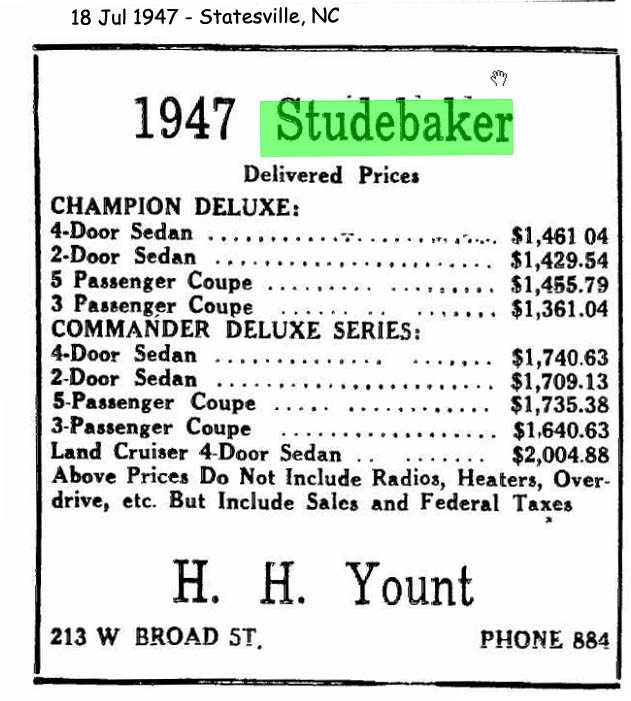 18 Jul 1947 - Statesville, NC
1947 Studebaker
Delivered Prices
CHAMPION DELUXE:
4-Door Sedan .................... $1,461 04
2-Door Sedan .................... $1,429.54
5 Passenger Coupe .................... $1,455.79
3 Passenger Coupe .................... $1,361.04
COMMANDER DELUXE SERIES:
4-Door Sedan .................... $1,740.63
2-Door Sedan .................... $1,709.13
5-Passenger Coupe .................... $1,735.38
3-Passenger Coupe .................... $1,640.63
Land Cruiser 4-Door Sedan .......... $2,004.88
Above Prices Do Not Include Radios, Heaters, Over-
drive, etc. But Include Sales and Federal Taxes
H. H. Yount
213 W BROAD ST. PHONE 884